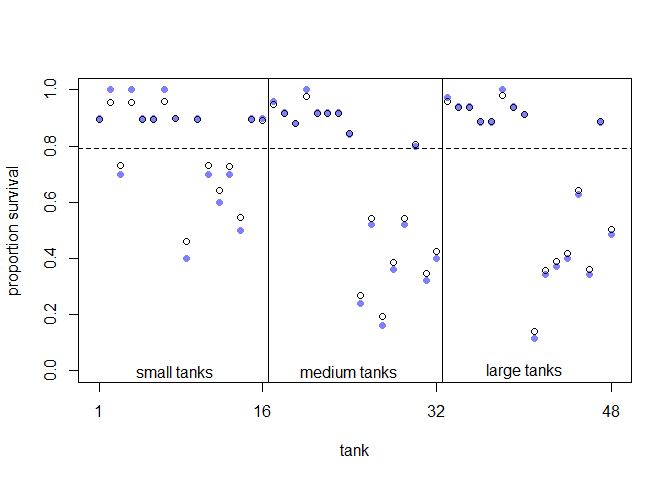 proportion survival
1.0
0.8
0.6
0.4
0.2
0.0
small tanks
medium tanks
large tanks
1
16
32
48
tank